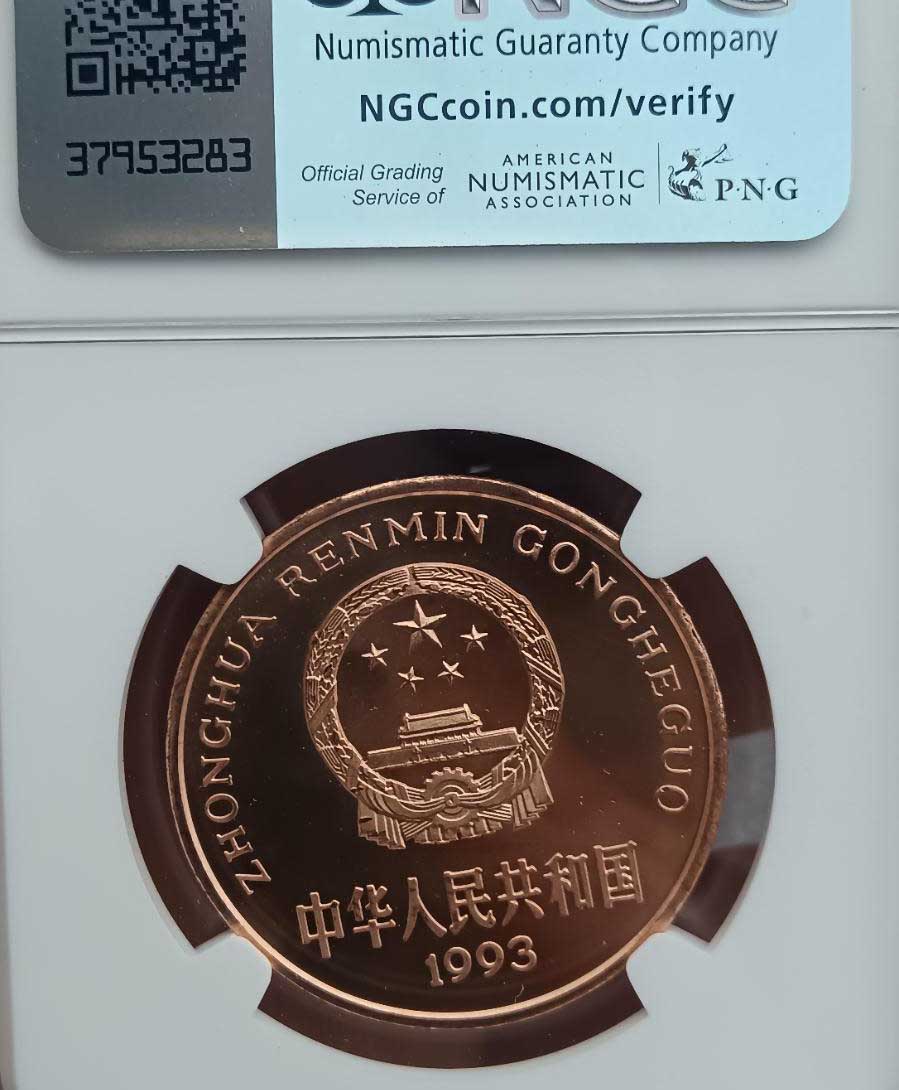 NGC
Numismatic Guaranty Company
NGCcoin.com/verify
37953283
Official Grading
Service of
AMERICAN
NUMISMATIC
ASSOCIATION
P·N·G
ZHONGHUA RENMIN GONGHEGUO
中华人民共和国
1993